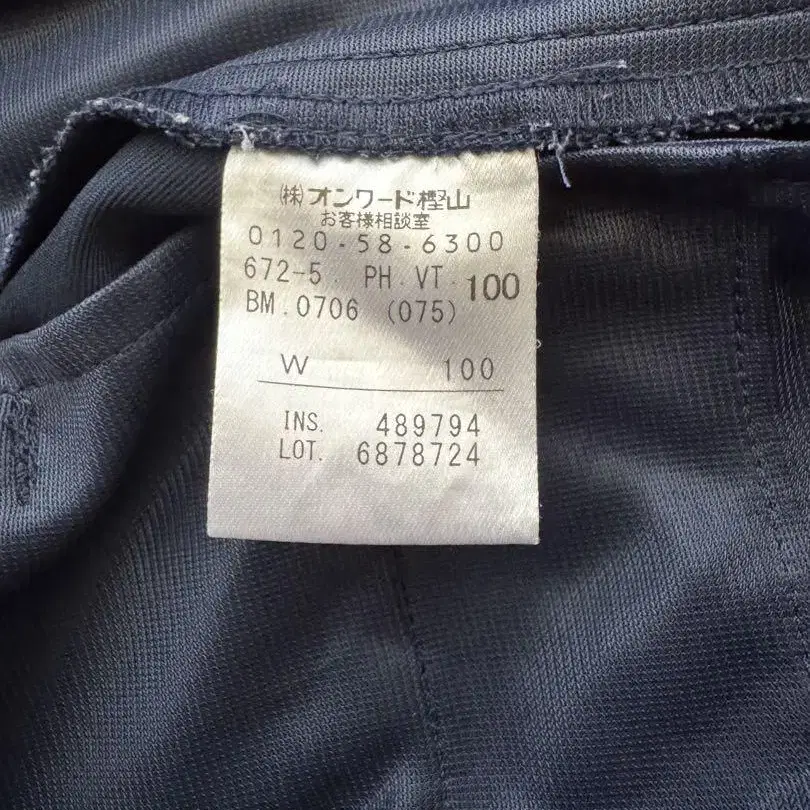 (株)オンワード樫山
お客様相談室
0120-58-6300
672-5. PH.VT. 100
BM.0706 (075)
W 100
INS. 489794
LOT. 6878724